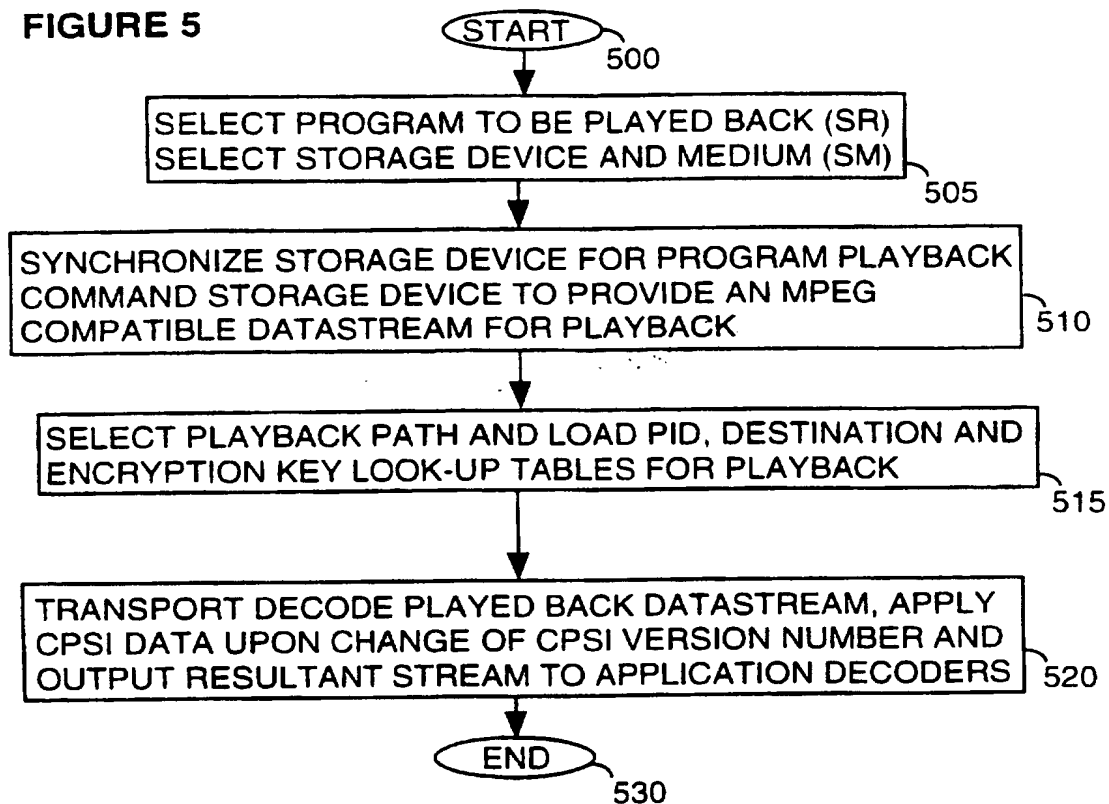 FIGURE 5
START
500
SELECT PROGRAM TO BE PLAYED BACK (SR)
SELECT STORAGE DEVICE AND MEDIUM (SM)
505
SYNCHRONIZE STORAGE DEVICE FOR PROGRAM PLAYBACK
COMMAND STORAGE DEVICE TO PROVIDE AN MPEG
COMPATIBLE DATASTREAM FOR PLAYBACK
510
SELECT PLAYBACK PATH AND LOAD PID, DESTINATION AND
ENCRYPTION KEY LOOK-UP TABLES FOR PLAYBACK
515
TRANSPORT DECODE PLAYED BACK DATASTREAM, APPLY
CPSI DATA UPON CHANGE OF CPSI VERSION NUMBER AND
OUTPUT RESULTANT STREAM TO APPLICATION DECODERS
520
END
530